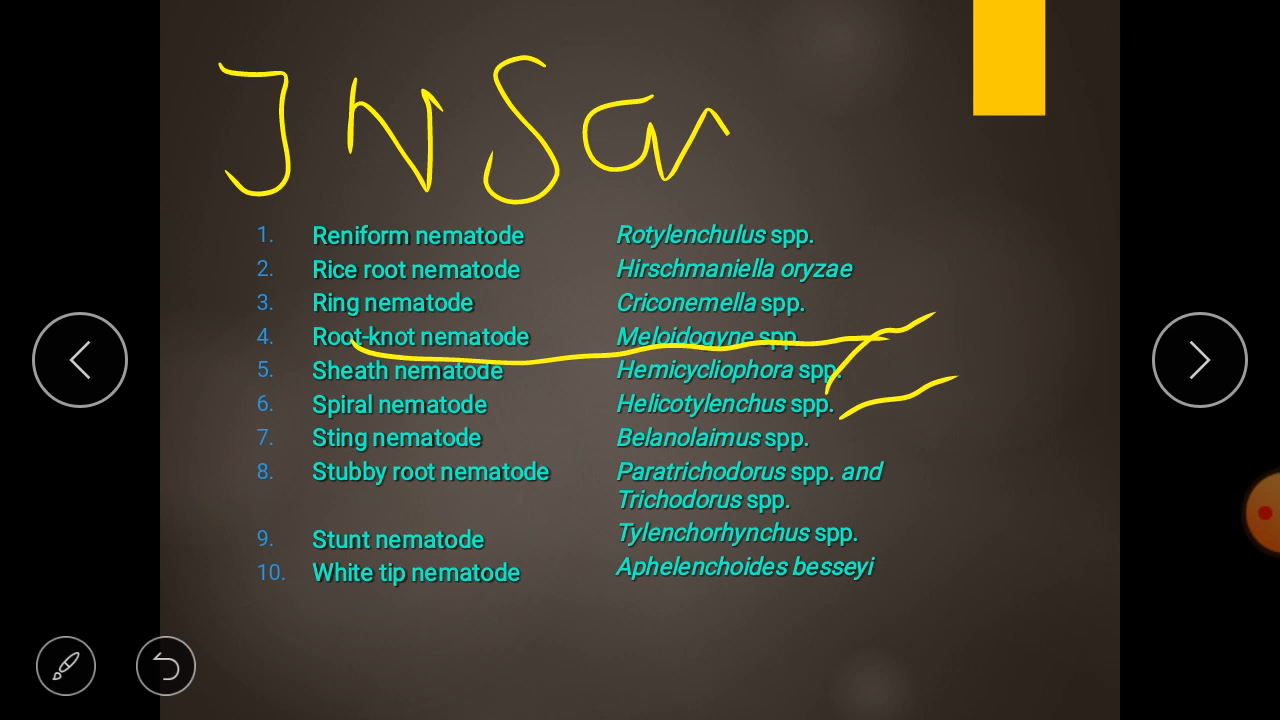 1. Reniform nematode Rotylenchulus spp.
2. Rice root nematode Hirschmaniella oryzae
3. Ring nematode Criconemella spp.
4. Root-knot nematode Meloidogyne spp
5. Sheath nematode Hemicycliophora spp.
6. Spiral nematode Helicotylenchus spp.
7. Sting nematode Belanolaimus spp.
8. Stubby root nematode Paratrichodorus spp. and
Trichodorus spp.
9. Stunt nematode Tylenchorhynchus spp.
10. White tip nematode Aphelenchoides besseyi